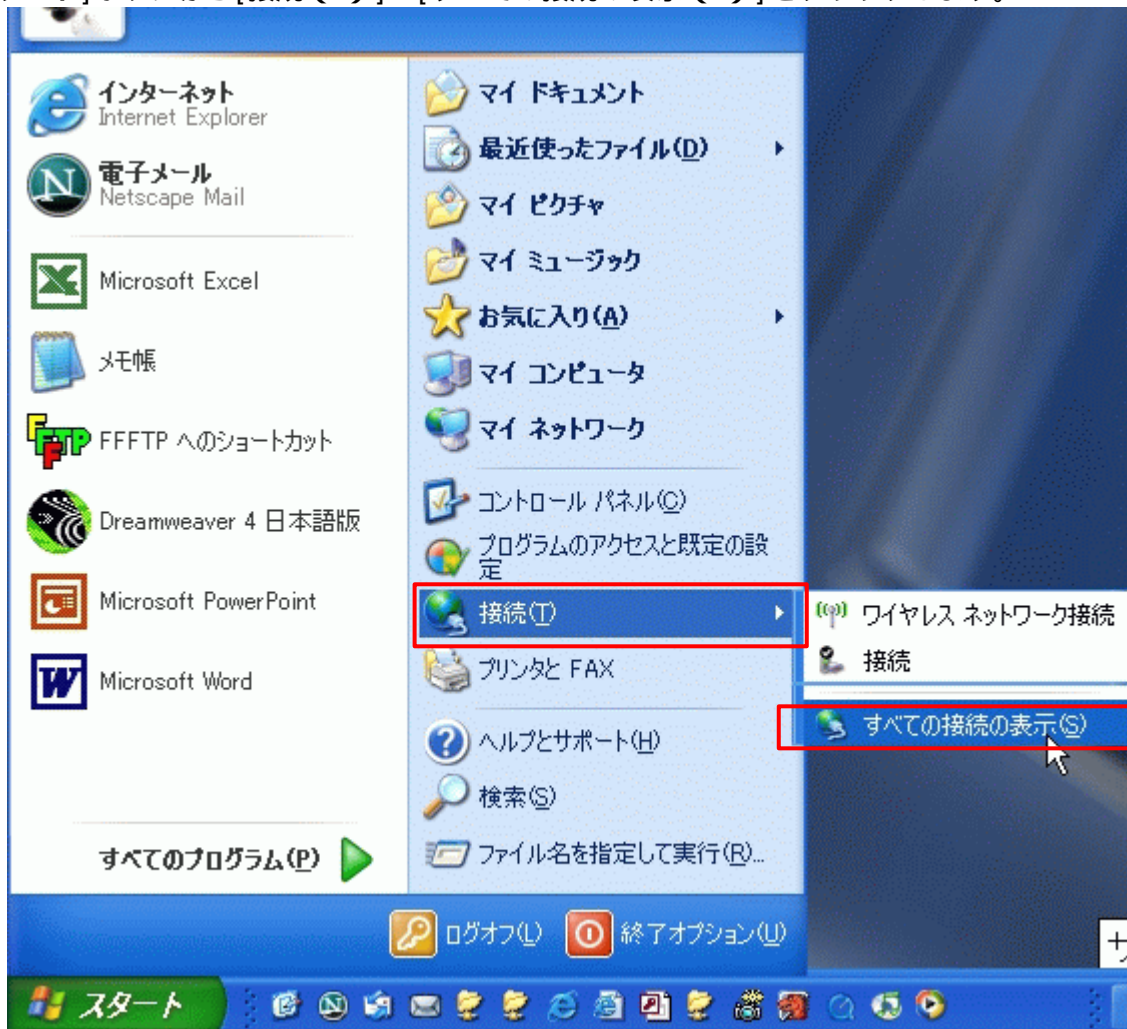 インターネット
Internet Explorer
電子メール
Netscape Mail
Microsoft Excel
メモ帳
FFFTP へのショートカット
Dreamweaver 4 日本語版
Microsoft PowerPoint
Microsoft Word
すべてのプログラム(P)
マイ ドキュメント
最近使ったファイル(D)
マイ ピクチャ
マイ ミュージック
お気に入り(A)
マイ コンピュータ
マイ ネットワーク
コントロール パネル(C)
プログラムのアクセスと既定の設
定
接続(T)
プリンタと FAX
ヘルプとサポート(H)
検索(S)
ファイル名を指定して実行(R)...
ワイヤレス ネットワーク接続
接続
すべての接続の表示(S)
ログオフ(L)
終了オプション(U)
スタート